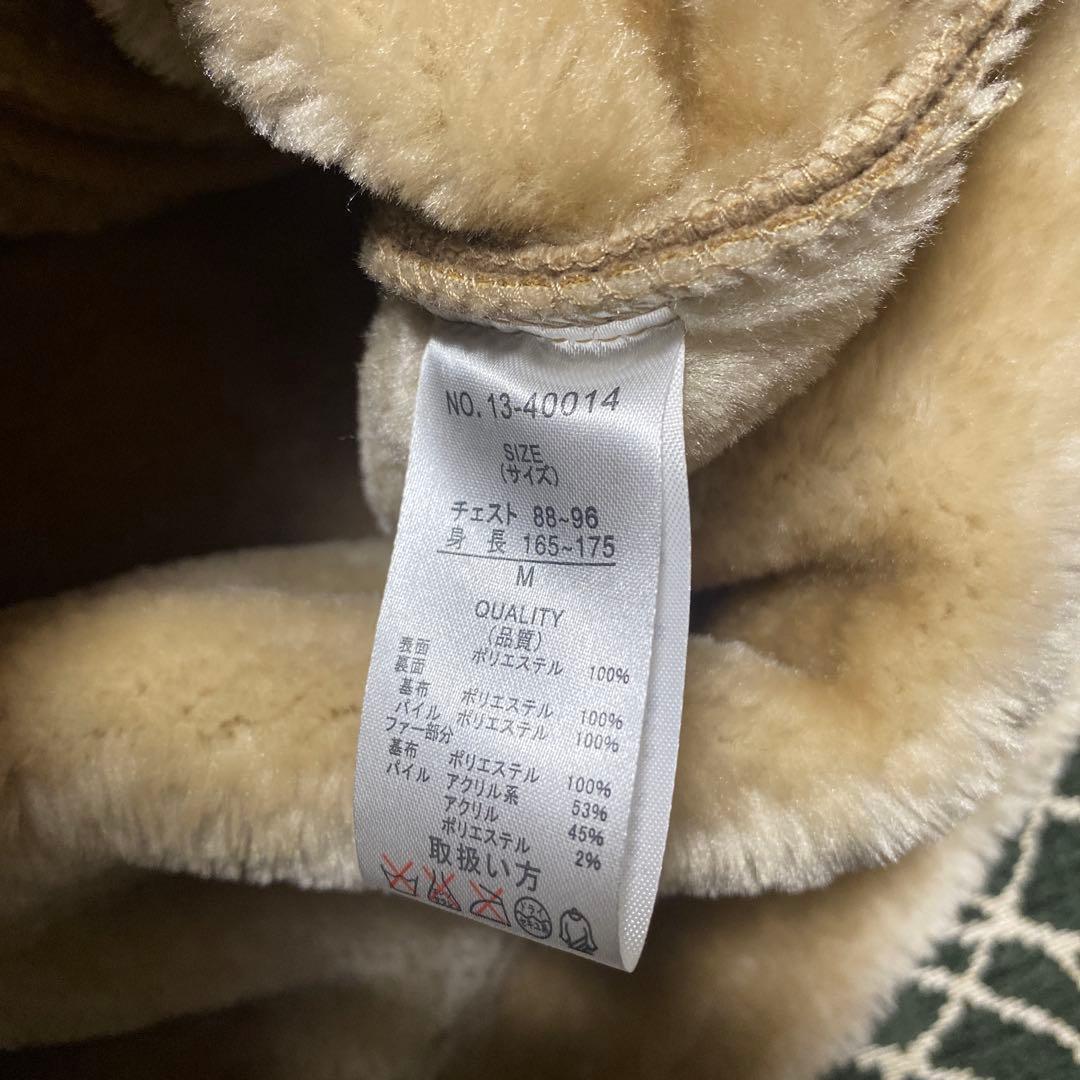 NO. 13-40014
SIZE
(サイズ)
チェスト 88~96
身 長 165~175
M
QUALITY
(品質)
表面 ポリエステル 100%
裏面
基布 ポリエステル 100%
パイル ポリエステル 100%
ファー部分
基布 ポリエステル 100%
パイル アクリル系 53%
アクリル 45%
ポリエステル 2%
取扱い方
ドライ